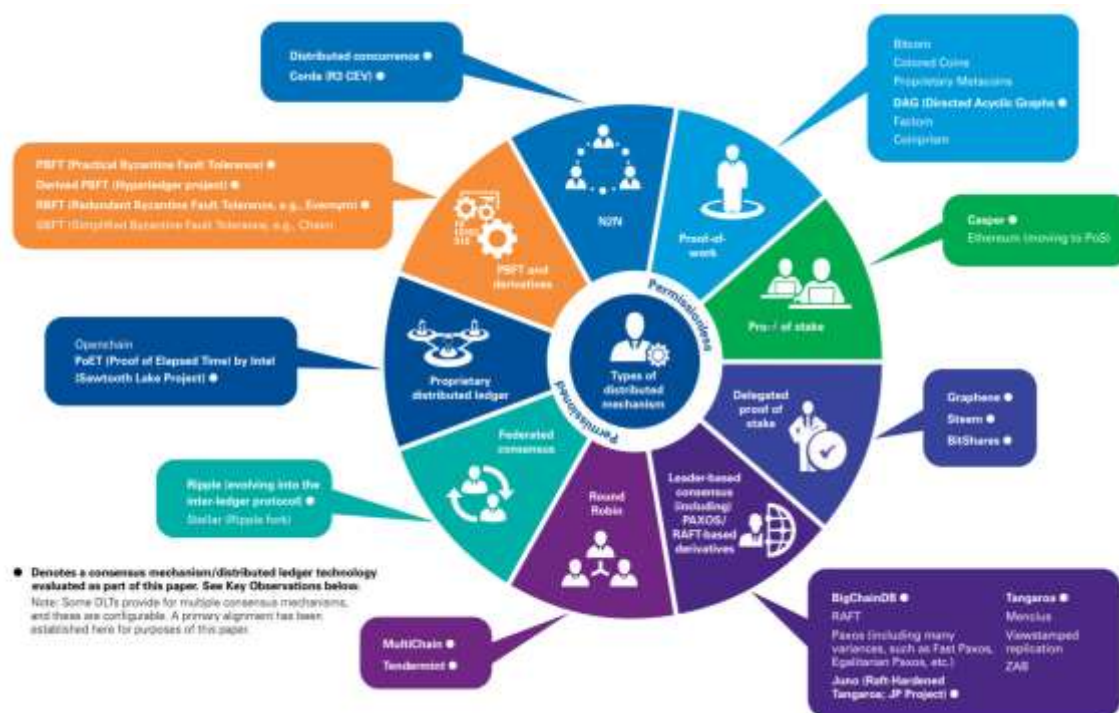 Distributed concurrence ●
Corda (R3 CEV) ●
Bitcoin
Colored Coins
Proprietary Metacoins
DAG (Directed Acyclic Graphs ●
Factom
Coinprism
PBFT (Practical Byzantine Fault Tolerance) ●
Derived PBFT (Hyperledger project) ●
RBFT (Redundant Byzantine Fault Tolerance, e.g., Evernym) ●
SBFT (Simplified Byzantine Fault Tolerance, e.g., Chain)
Casper ●
Ethereum (moving to PoS)
Openchain
PoET (Proof of Elapsed Time) by Intel
(Sawtooth Lake Project) ●
Graphene ●
Steem ●
BitShares ●
Ripple (evolving into the
inter-ledger protocol) ●
Stellar (Ripple fork)
MultiChain ●
Tendermint ●
BigChainDB ●
RAFT
Paxos (including many
variances, such as Fast Paxos,
Egalitarian Paxos, etc.)
Juno (Raft-Hardened
Tangaroa; JP Project) ●
Tangaroa ●
Mencius
Viewstamped
replication
ZAB
N2N
Proof-of-
work
Proof of stake
Delegated
proof of
stake
Leader-based
consensus
(including)
PAXOS/
RAFT-based
derivatives
Round
Robin
Federated
consensus
Proprietary
distributed ledger
PBFT and
derivatives
Permissionless
Permissioned
Types of
distributed
mechanism
● Denotes a consensus mechanism/distributed ledger technology
evaluated as part of this paper. See Key Observations below.
Note: Some DLTs provide for multiple consensus mechanisms,
and these are configurable. A primary alignment has been
established here for purposes of this paper.